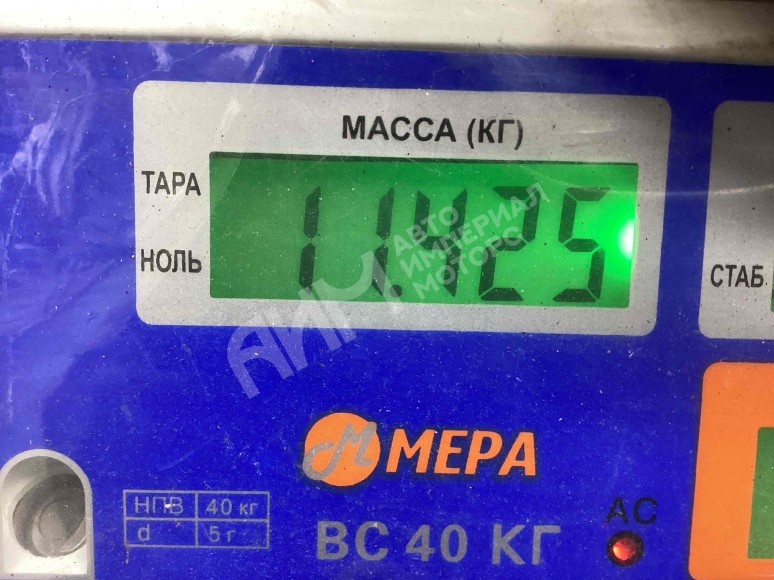 МАССА (КГ)
ТАРА
11.425
НОЛЬ
СТАБ.
АИМ АВТО
ИМПЕРИАЛ
МОТОРС
М МЕРА
НПВ 40 кг
d 5 г
ВС 40 КГ
AC